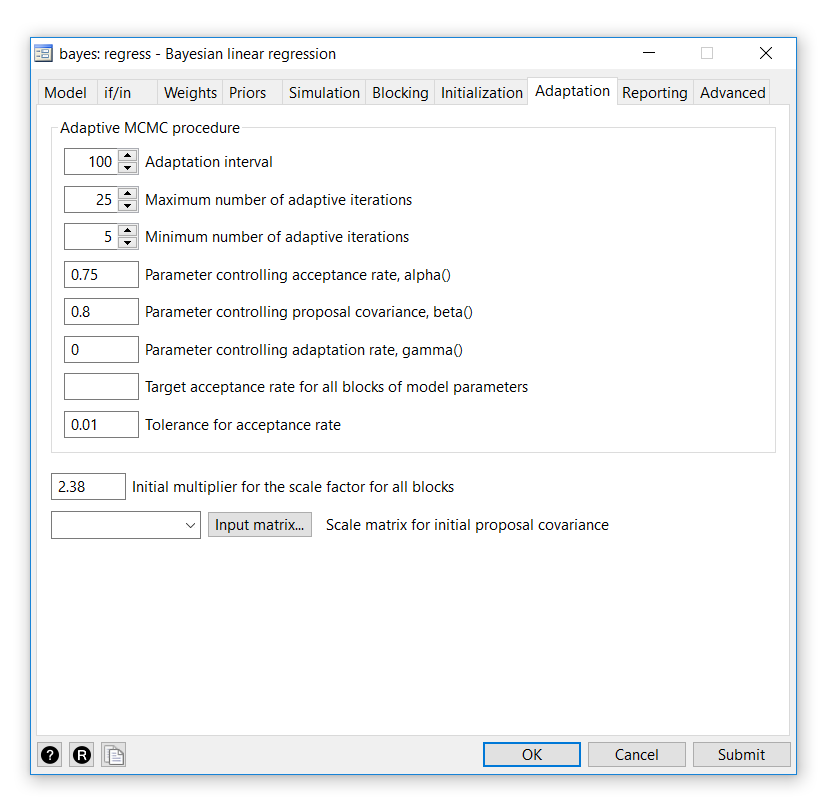 bayes: regress - Bayesian linear regression
Model if/in Weights Priors Simulation Blocking Initialization Adaptation Reporting Advanced
Adaptive MCMC procedure
100 Adaptation interval
25 Maximum number of adaptive iterations
5 Minimum number of adaptive iterations
0.75 Parameter controlling acceptance rate, alpha()
0.8 Parameter controlling proposal covariance, beta()
0 Parameter controlling adaptation rate, gamma()
Target acceptance rate for all blocks of model parameters
0.01 Tolerance for acceptance rate
2.38 Initial multiplier for the scale factor for all blocks
Input matrix... Scale matrix for initial proposal covariance
? R OK Cancel Submit